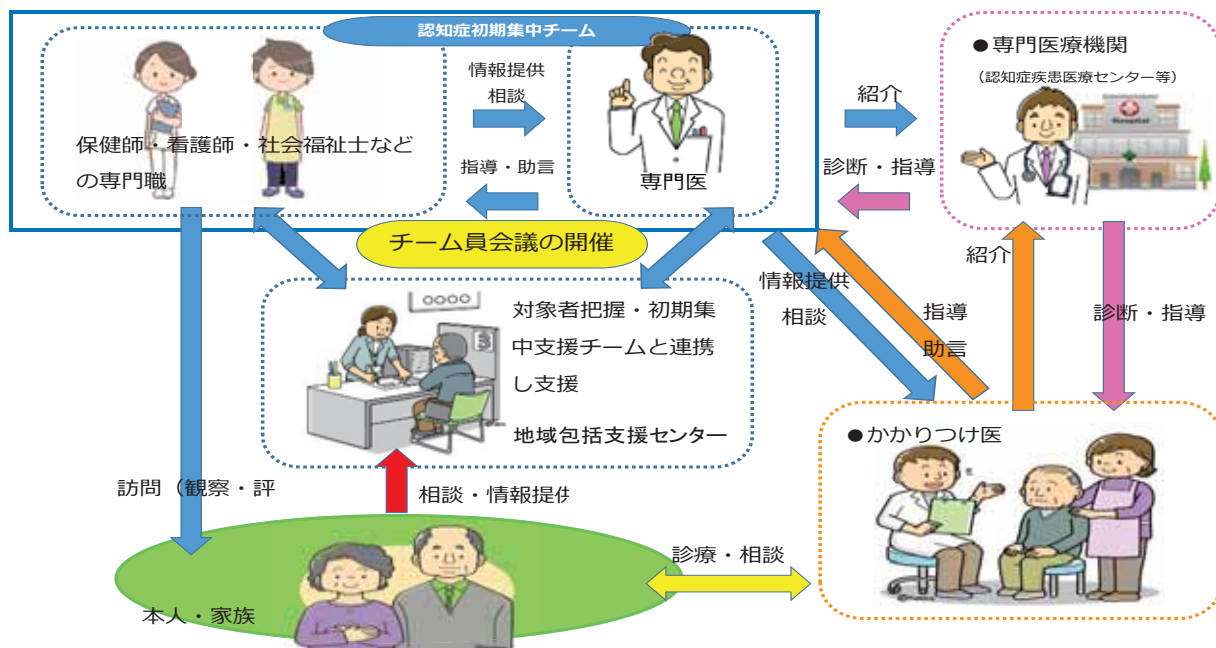 認知症初期集中チーム
保健師・看護師・社会福祉士など
の専門職
情報提供
相談
指導・助言
専門医
紹介
診断・指導
●専門医療機関
（認知症疾患医療センター等）
Hospital
チーム員会議の開催
○○○○
対象者把握・初期集
中支援チームと連携
し支援
地域包括支援センター
情報提供
相談
指導
助言
紹介
診断・指導
●かかりつけ医
訪問（観察・評
相談・情報提供
診療・相談
本人・家族